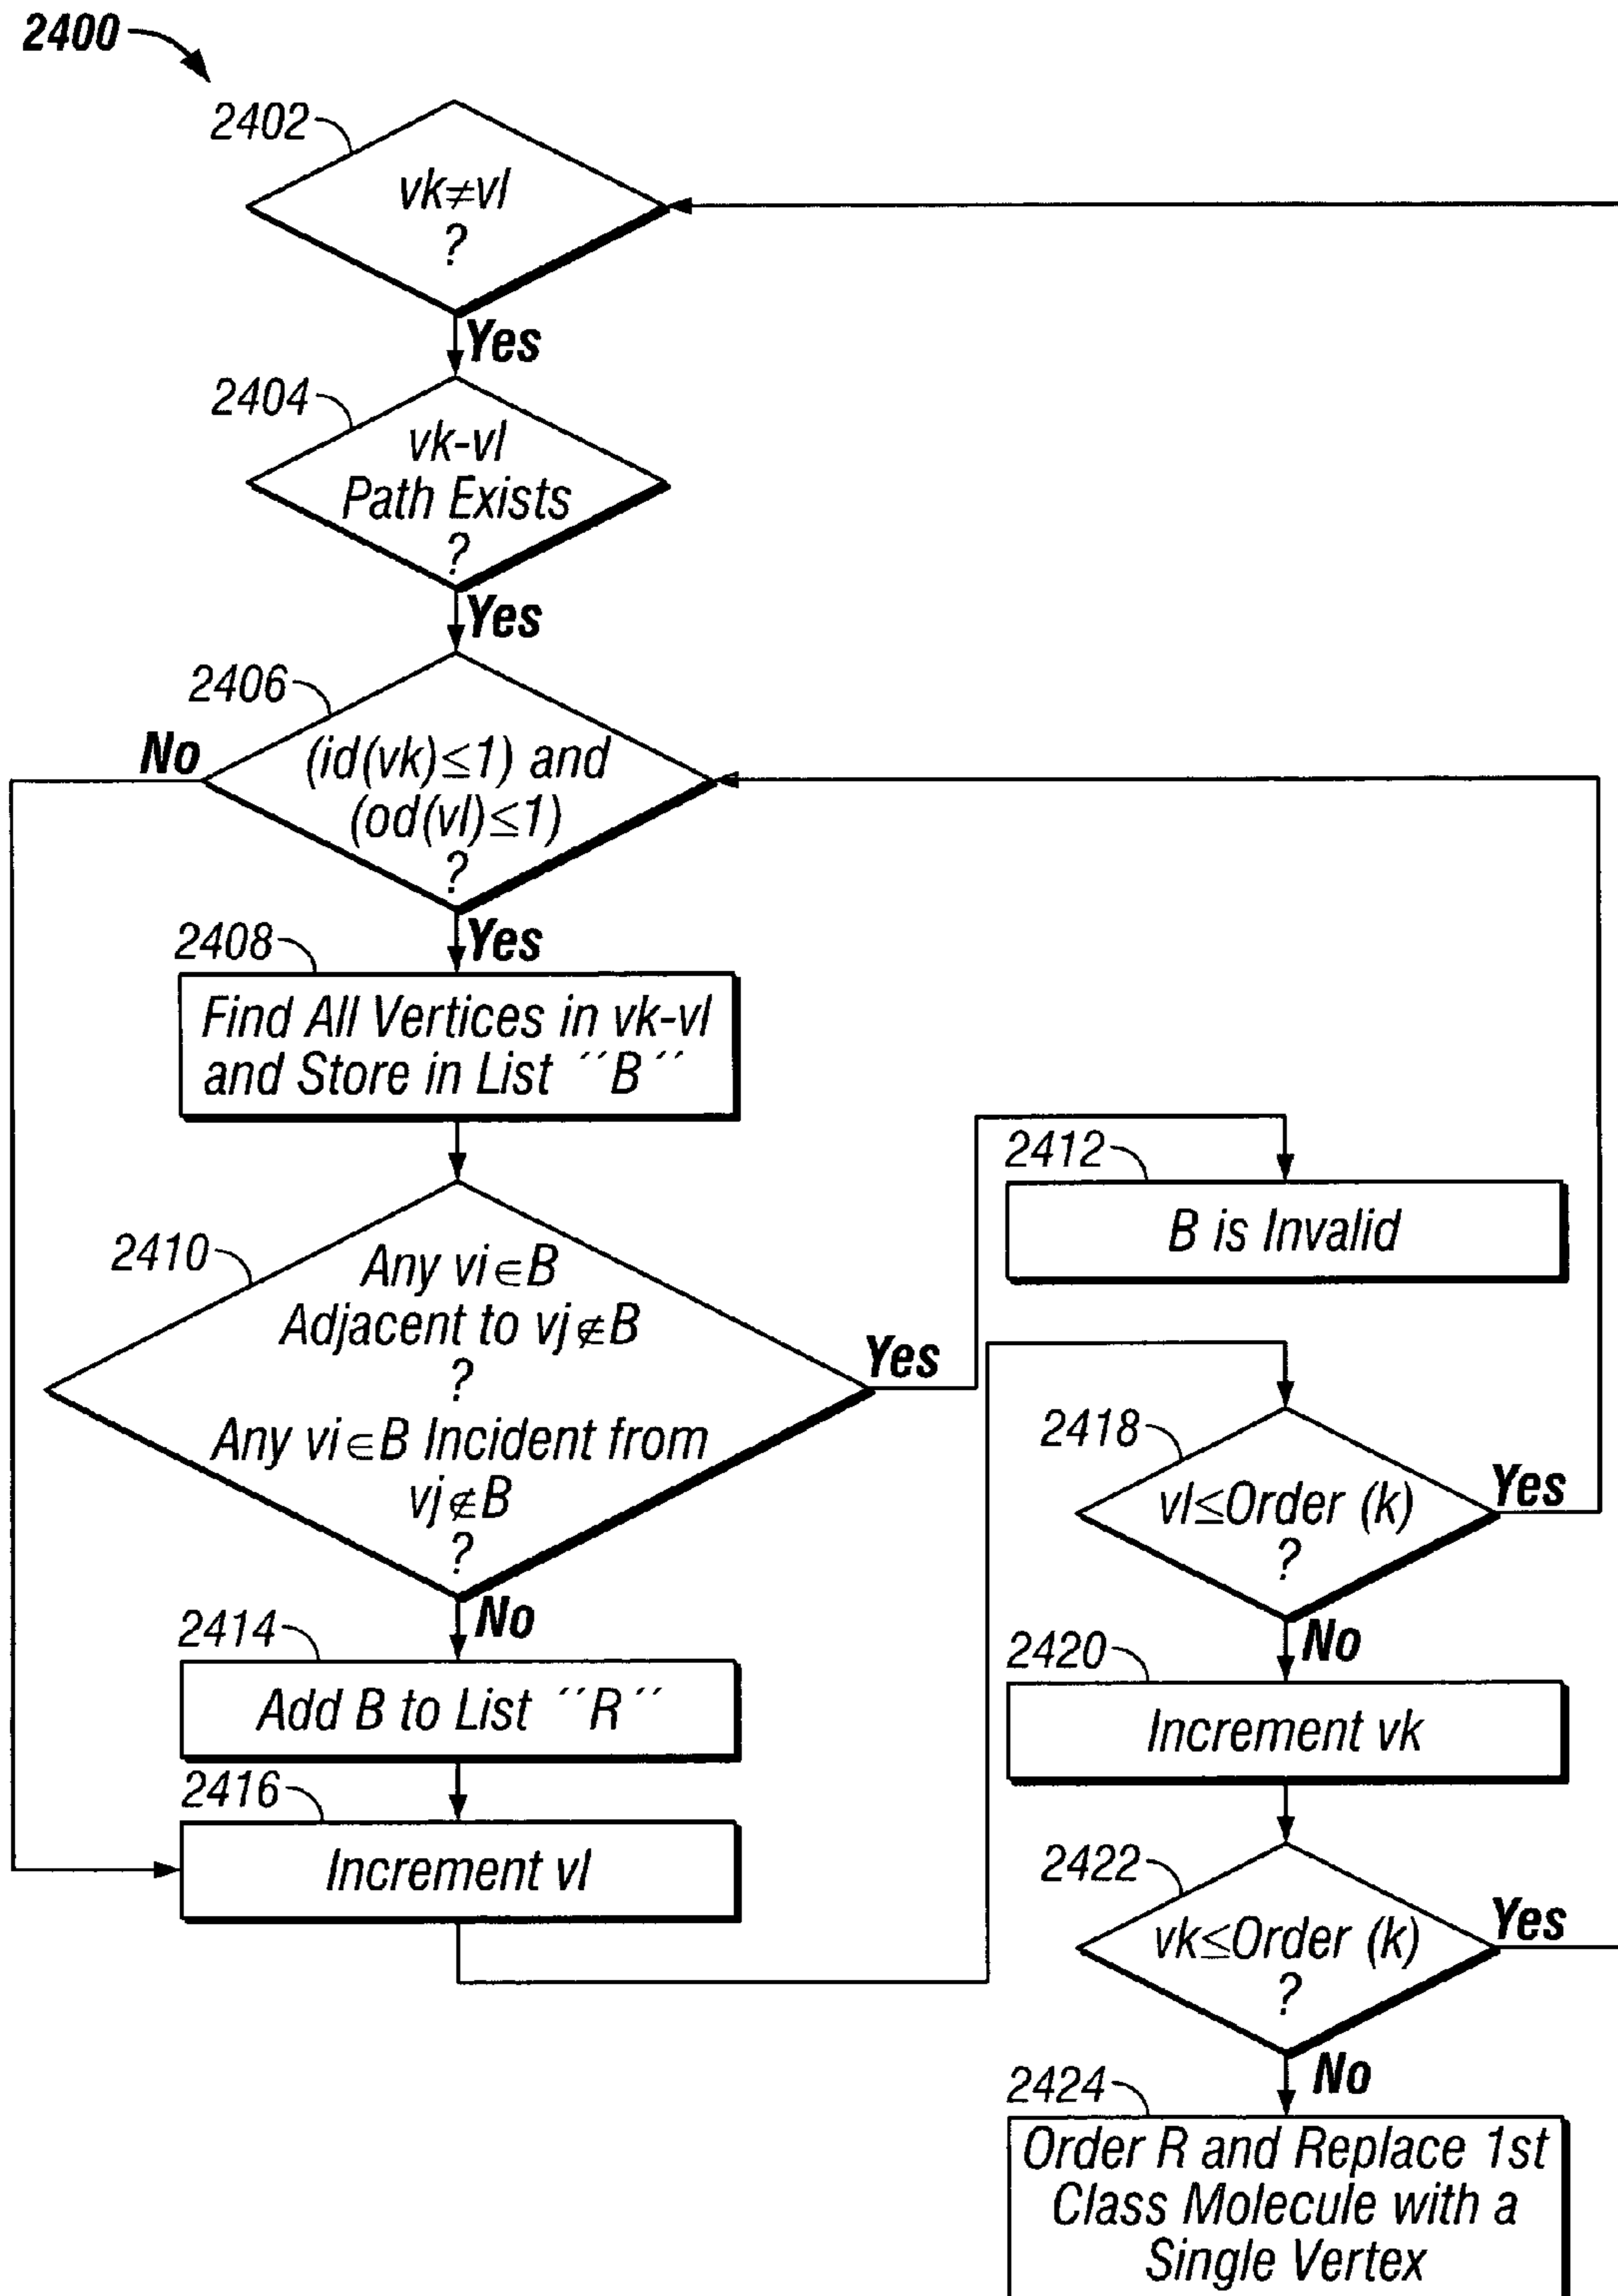 2400
2402
vk≠vl
?
Yes
2404
vk-vl
Path Exists
?
Yes
2406
No
(id(vk)≤1) and
(od(vl)≤1)
?
Yes
2408
Find All Vertices in vk-vl
and Store in List ´´B´´
2410
Any vi∈B
Adjacent to vj∉B
?
Any vi∈B Incident from
vj∉B
?
Yes
No
2412
B is Invalid
2414
Add B to List ´´R´´
2416
Increment vl
2418
vl≤Order (k)
?
Yes
No
2420
Increment vk
2422
vk≤Order (k)
?
Yes
No
2424
Order R and Replace 1st
Class Molecule with a
Single Vertex